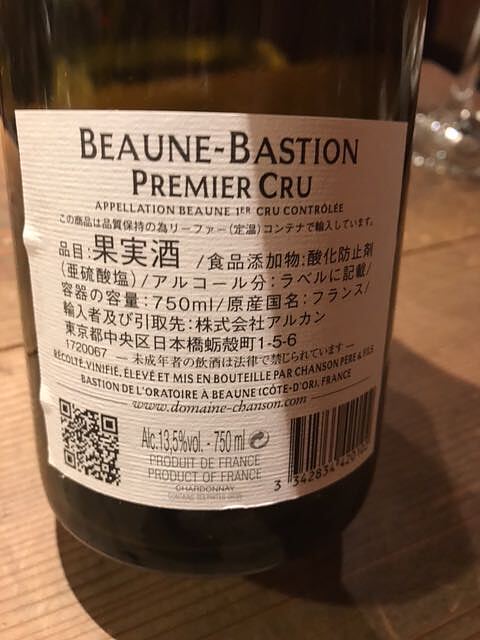 BEAUNE-BASTION
PREMIER CRU
APPELLATION BEAUNE 1ER CRU CONTRÔLÉE
この商品は品質保持の為リーファー(定温)コンテナで輸入しています。
品目:果実酒 /食品添加物:酸化防止剤
(亜硫酸塩)/アルコール分:ラベルに記載/
容器の容量:750ml/原産国名:フランス/
輸入者及び引取先:株式会社アルカン
東京都中央区日本橋蛎殻町1-5-6
1720067 — 未成年者の飲酒は法律で禁じられています —
RÉCOLTÉ, VINIFIÉ, ÉLEVÉ ET MIS EN BOUTEILLE PAR CHANSON PÈRE & FILS
BASTION DE L'ORATOIRE À BEAUNE (CÔTE-D'OR), FRANCE
www.domaine-chanson.com
Alc.13,5%vol. - 750 ml
PRODUIT DE FRANCE
PRODUCT OF FRANCE
CHARDONNAY